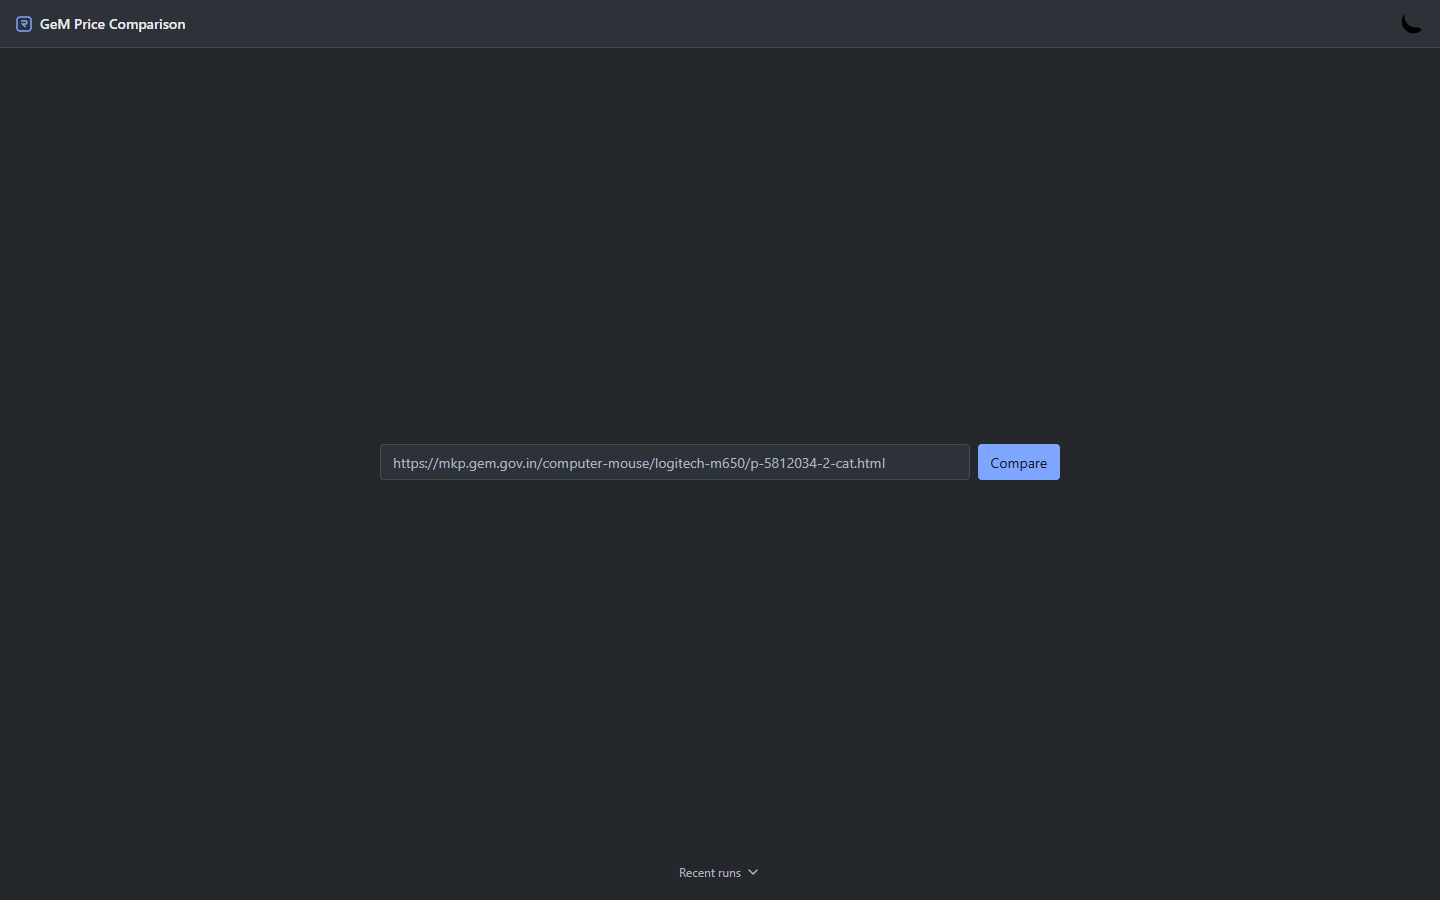 GeM Price Comparison
https://mkp.gem.gov.in/computer-mouse/logitech-m650/p-5812034-2-cat.html
Compare
Recent runs